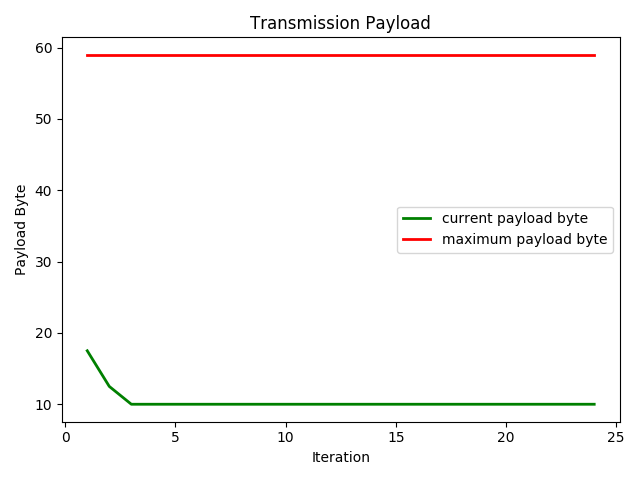 Transmission Payload
Payload Byte
60
50
40
30
20
10
current payload byte
maximum payload byte
0 5 10 15 20 25
Iteration